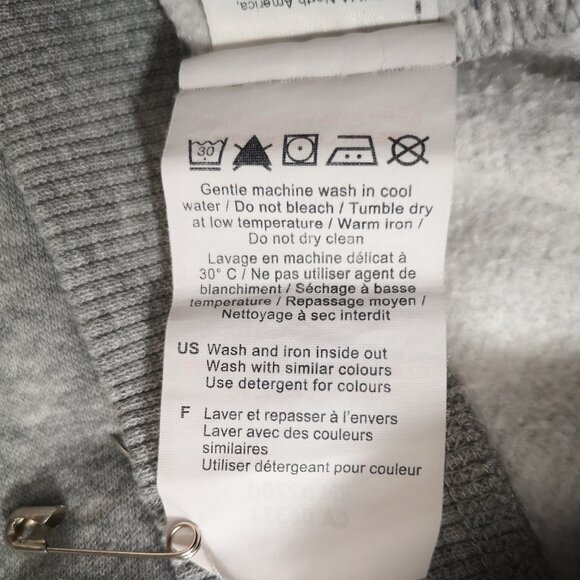 North America,
30
Gentle machine wash in cool
water / Do not bleach / Tumble dry
at low temperature / Warm iron /
Do not dry clean
Lavage en machine délicat à
30° C / Ne pas utiliser agent de
blanchiment / Séchage à basse
temperature / Repassage moyen /
Nettoyage à sec interdit
US Wash and iron inside out
Wash with similar colours
Use detergent for colours
F Laver et repasser à l'envers
Laver avec des couleurs
similaires
Utiliser détergeant pour couleur